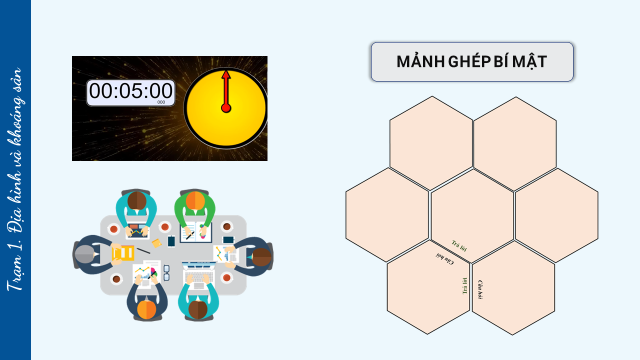 Trạm 1. Địa hình và khoáng sản
00:05:00
000
MẢNH GHÉP BÍ MẬT
Trả lời
Câu hỏi
Trả lời
Câu hỏi